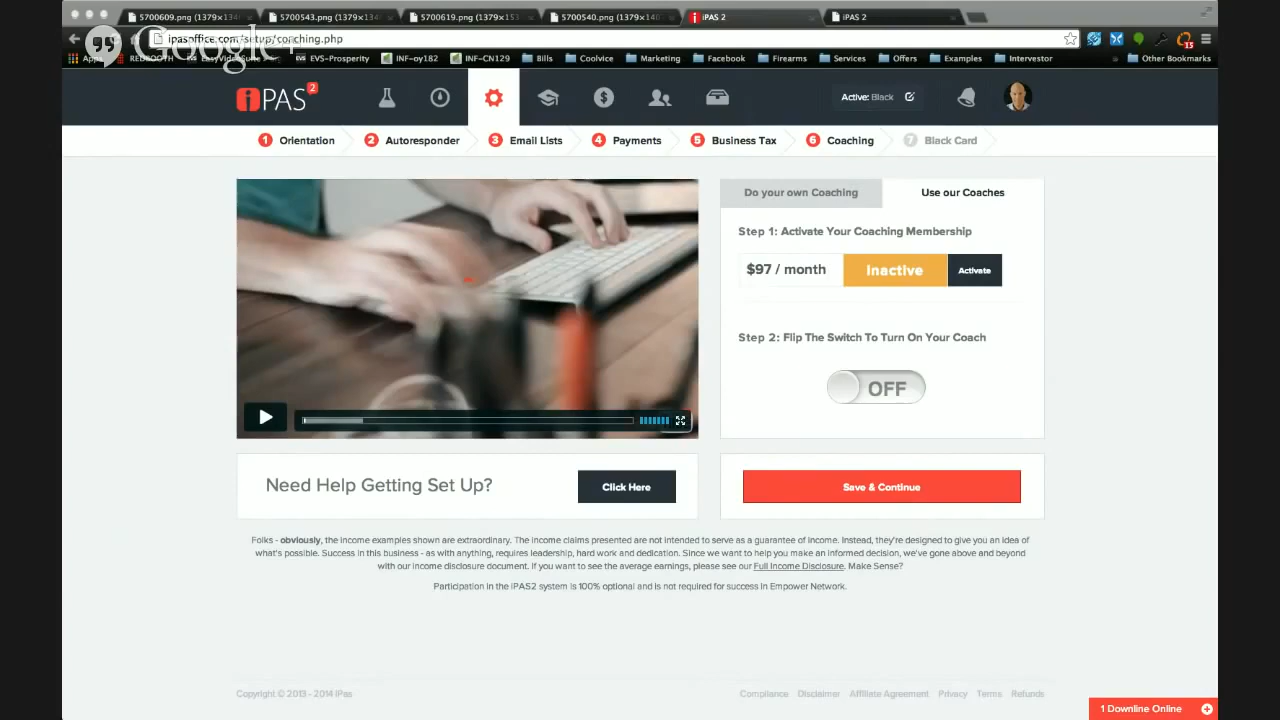 5700609.png (1379×134
5700543.png (1379×134
5700619.png (1379×153
5700540.png (1379×140
iPAS 2
iPAS 2
ipasoffice.com/setup/coaching.php
Google+
Apps
REDBOOTH
EasyVideoSuite
EVS-Prosperity
INF-oy182
INF-CN129
Bills
Coolvice
Marketing
Facebook
Firearms
Services
Offers
Examples
Intervestor
»
Other Bookmarks
15
iPAS 2
Active: Black
1 Orientation
2 Autoresponder
3 Email Lists
4 Payments
5 Business Tax
6 Coaching
7 Black Card
Do your own Coaching
Use our Coaches
Step 1: Activate Your Coaching Membership
$97 / month
Inactive
Activate
Step 2: Flip The Switch To Turn On Your Coach
OFF
Need Help Getting Set Up?
Click Here
Save & Continue
Folks - obviously, the income examples shown are extraordinary. The income claims presented are not intended to serve as a guarantee of income. Instead, they're designed to give you an idea of
what's possible. Success in this business - as with anything, requires leadership, hard work and dedication. Since we want to help you make an informed decision, we've gone above and beyond
with our income disclosure document. If you want to see the average earnings, please see our Full Income Disclosure. Make Sense?
Participation in the iPAS2 system is 100% optional and is not required for success in Empower Network.
Copyright © 2013 - 2014 iPas
Compliance
Disclaimer
Affiliate Agreement
Privacy
Terms
Refunds
1 Downline Online